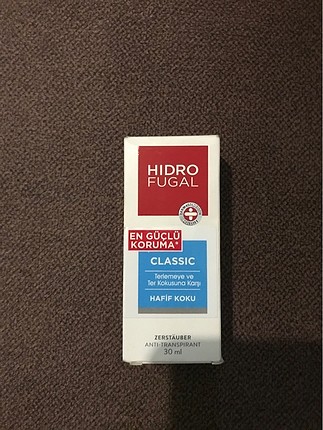 HIDRO
FUGAL
EN GÜÇLÜ
KORUMA*
CLASSIC
Terlemeye ve
Ter Kokusuna Karşı
HAFİF KOKU
ZERSTÄUBER
ANTI-TRANSPIRANT
30 ml